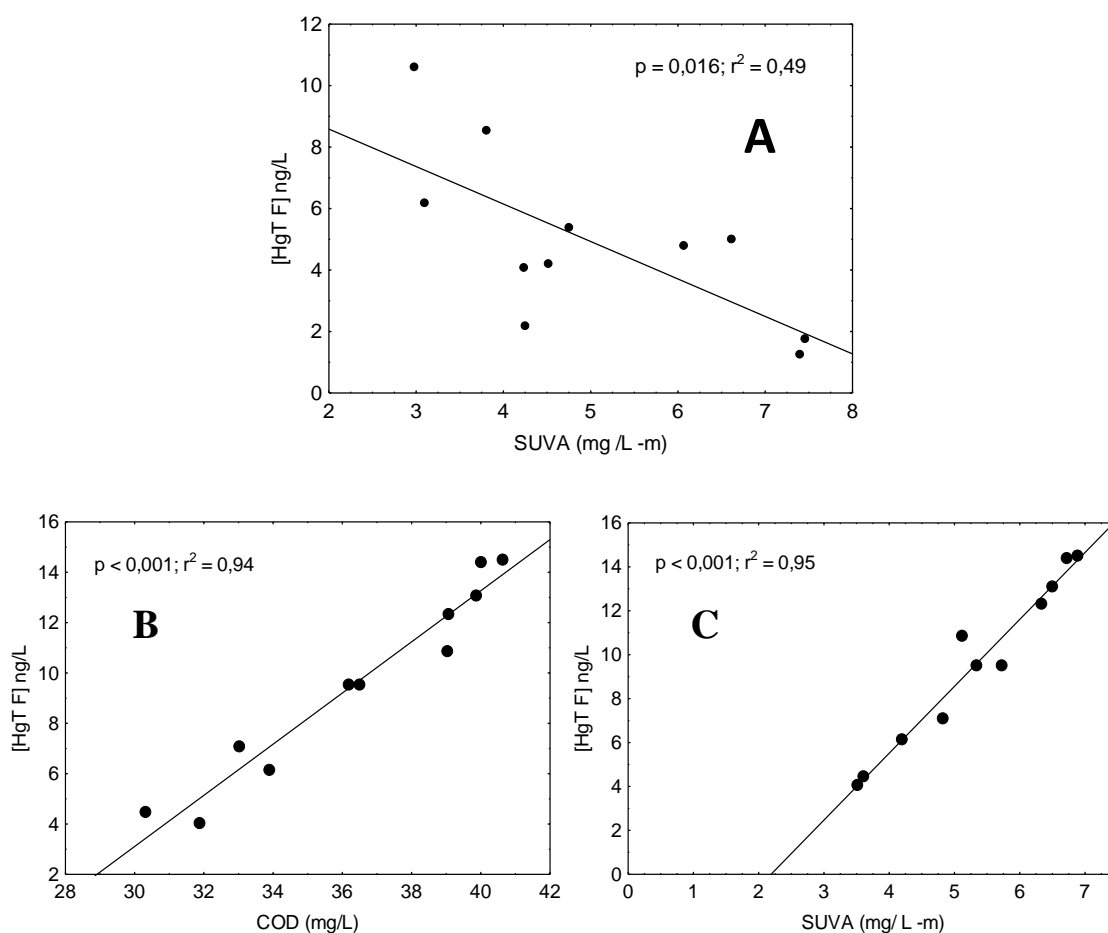 12
10
8
6
4
2
0
[HgT F] ng/L
p = 0,016; r² = 0,49
A
2 3 4 5 6 7 8
SUVA (mg /L -m)
16
14
12
10
8
6
4
2
[HgT F] ng/L
p < 0,001; r² = 0,94
B
28 30 32 34 36 38 40 42
COD (mg/L)
16
14
12
10
8
6
4
2
0
[HgT F] ng/L
p < 0,001; r² = 0,95
C
0 1 2 3 4 5 6 7
SUVA (mg/ L -m)